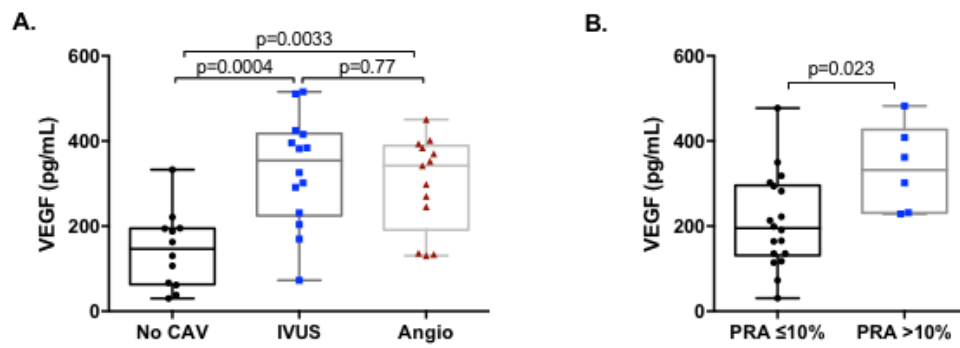 A.
p=0.0033
p=0.0004
p=0.77
VEGF (pg/mL)
600
400
200
0
No CAV
IVUS
Angio
B.
p=0.023
VEGF (pg/mL)
600
400
200
0
PRA ≤10%
PRA >10%